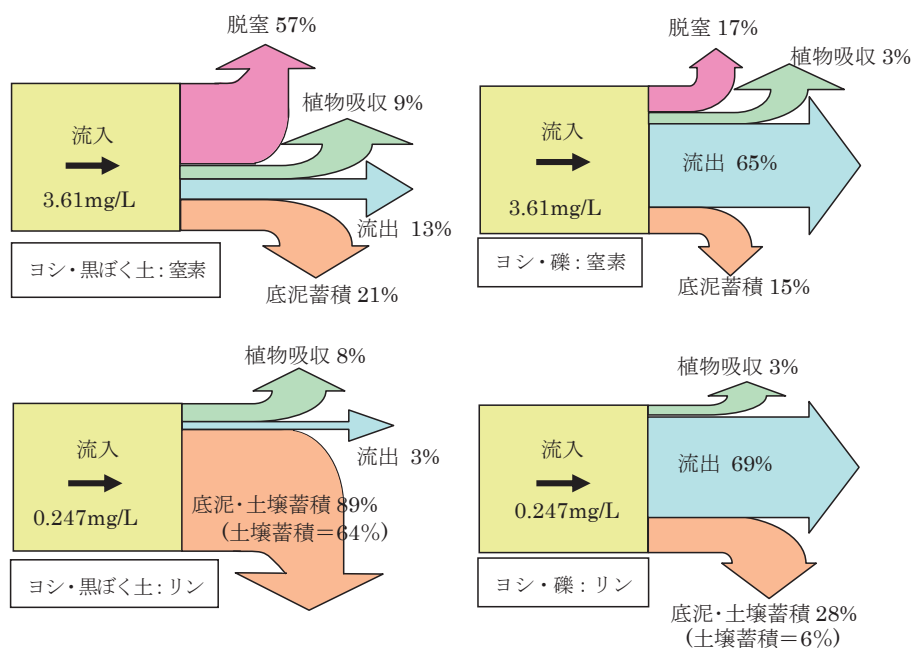 脱窒 57%
植物吸収 9%
流入
3.61mg/L
流出 13%
底泥蓄積 21%
ヨシ・黒ぼく土：窒素
脱窒 17%
植物吸収 3%
流入
3.61mg/L
流出 65%
底泥蓄積 15%
ヨシ・礫：窒素
植物吸収 8%
流入
0.247mg/L
流出 3%
底泥・土壌蓄積 89%
(土壌蓄積＝64%)
ヨシ・黒ぼく土：リン
植物吸収 3%
流入
0.247mg/L
流出 69%
底泥・土壌蓄積 28%
(土壌蓄積＝6%)
ヨシ・礫：リン